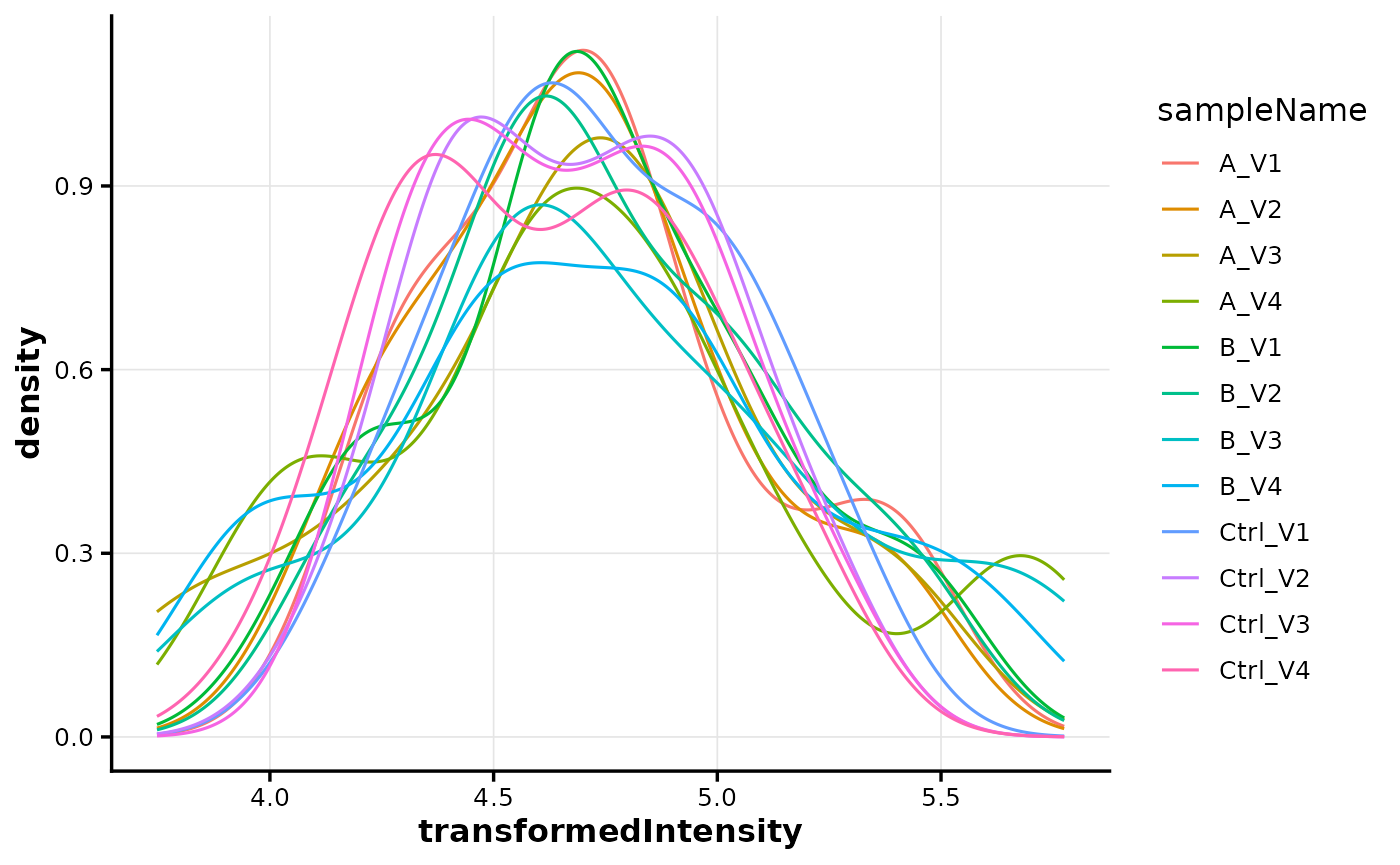 density
0.9
0.6
0.3
0.0
4.0 4.5 5.0 5.5
transformedIntensity
sampleName
A_V1
A_V2
A_V3
A_V4
B_V1
B_V2
B_V3
B_V4
Ctrl_V1
Ctrl_V2
Ctrl_V3
Ctrl_V4